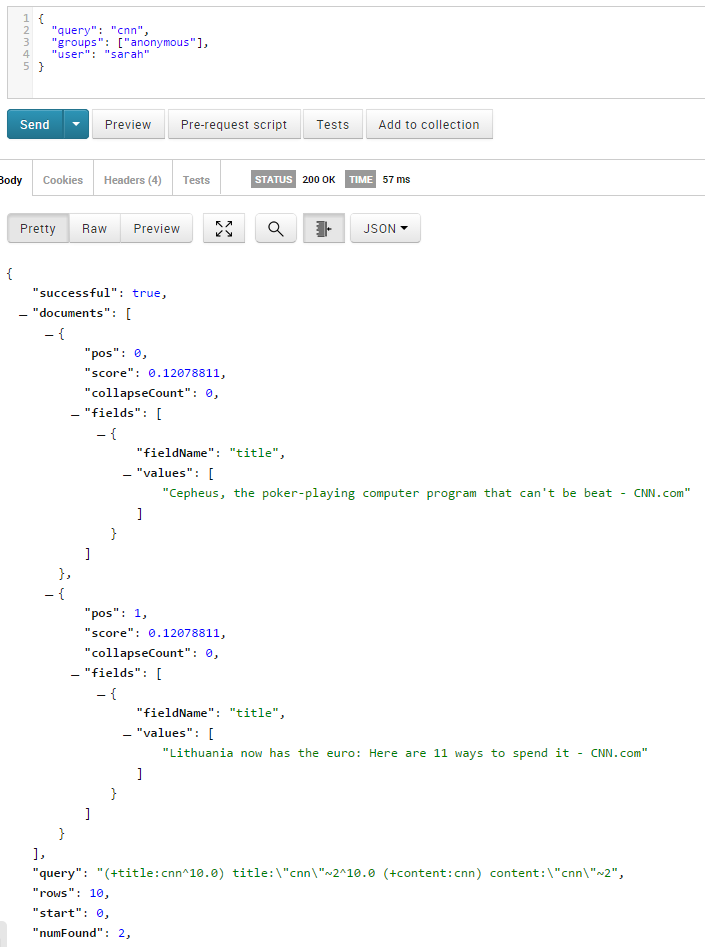 1 {
2 "query": "cnn",
3 "groups": ["anonymous"],
4 "user": "sarah"
5 }
Send Preview Pre-request script Tests Add to collection
Body Cookies Headers (4) Tests STATUS 200 OK TIME 57 ms
Pretty Raw Preview JSON
{
"successful": true,
"documents": [
{
"pos": 0,
"score": 0.12078811,
"collapseCount": 0,
"fields": [
{
"fieldName": "title",
"values": [
"Cepheus, the poker-playing computer program that can't be beat - CNN.com"
]
}
]
},
{
"pos": 1,
"score": 0.12078811,
"collapseCount": 0,
"fields": [
{
"fieldName": "title",
"values": [
"Lithuania now has the euro: Here are 11 ways to spend it - CNN.com"
]
}
]
}
],
"query": "(+title:cnn^10.0) title:\"cnn\"~2^10.0 (+content:cnn) content:\"cnn\"~2",
"rows": 10,
"start": 0,
"numFound": 2,